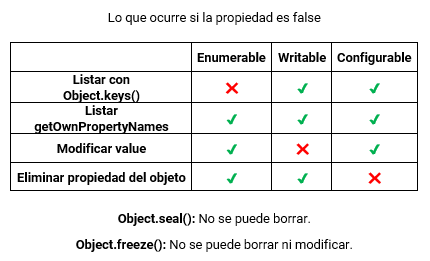 Lo que ocurre si la propiedad es false
Enumerable Writable Configurable
Listar con
Object.keys()
Listar
getOwnPropertyNames
Modificar value
Eliminar propiedad del objeto
Object.seal(): No se puede borrar.
Object.freeze(): No se puede borrar ni modificar.